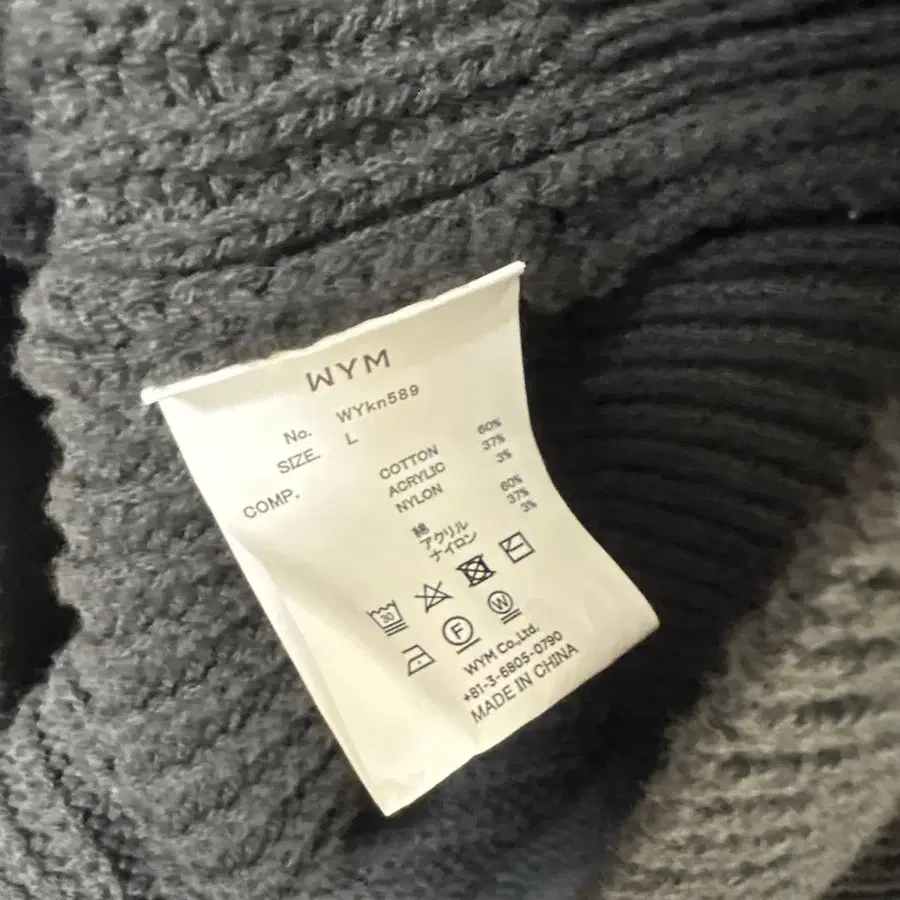 WYM
No. WYkn589
SIZE. L
COMP. COTTON 60%
ACRYLIC 37%
NYLON 3%
綿 60%
アクリル 37%
ナイロン 3%
30
F
W
WYM Co.,Ltd.
+81-3-6805-0790
MADE IN CHINA